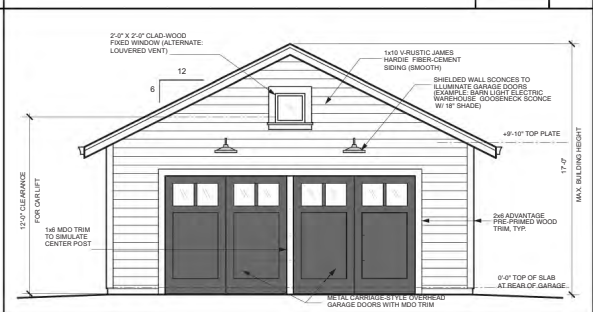 2'-0" X 2'-0" CLAD-WOOD
FIXED WINDOW (ALTERNATE:
LOUVERED VENT)
12
6
1x10 V-RUSTIC JAMES
HARDIE FIBER-CEMENT
SIDING (SMOOTH)
SHIELDED WALL SCONCES TO
ILLUMINATE GARAGE DOORS
(EXAMPLE: BARN LIGHT ELECTRIC
WAREHOUSE GOOSENECK SCONCE
W/ 18" SHADE)
+9'-10" TOP PLATE
17'-0"
MAX. BUILDING HEIGHT
12'-0" CLEARANCE
FOR CAR LIFT
1x6 MDO TRIM
TO SIMULATE
CENTER POST
2x6 ADVANTAGE
PRE-PRIMED WOOD
TRIM, TYP.
0'-0" TOP OF SLAB
AT REAR OF GARAGE
METAL CARRIAGE-STYLE OVERHEAD
GARAGE DOORS WITH MDO TRIM